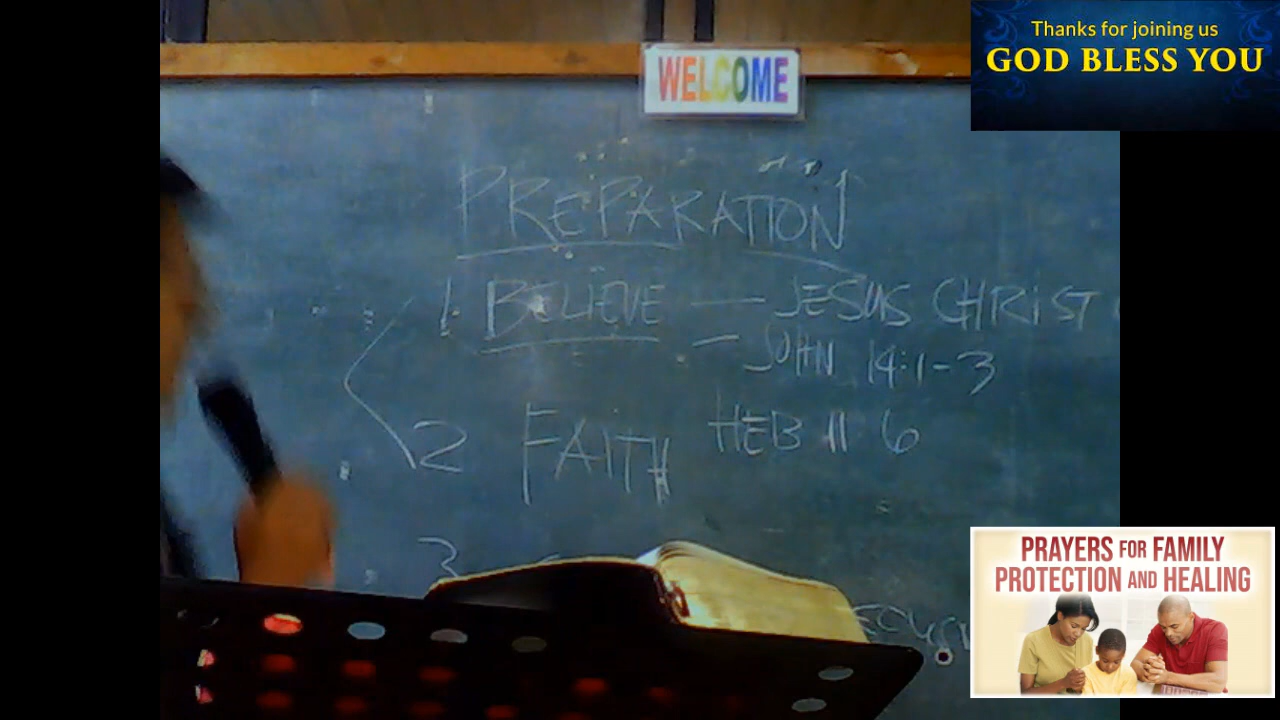 Thanks for joining us
GOD BLESS YOU
WELCOME
PREPARATION
1. BELIEVE — JESUS CHRIST
— JOHN 14:1-3
2 FAITH HEB 11 6
3
PRAYERS FOR FAMILY
PROTECTION AND HEALING